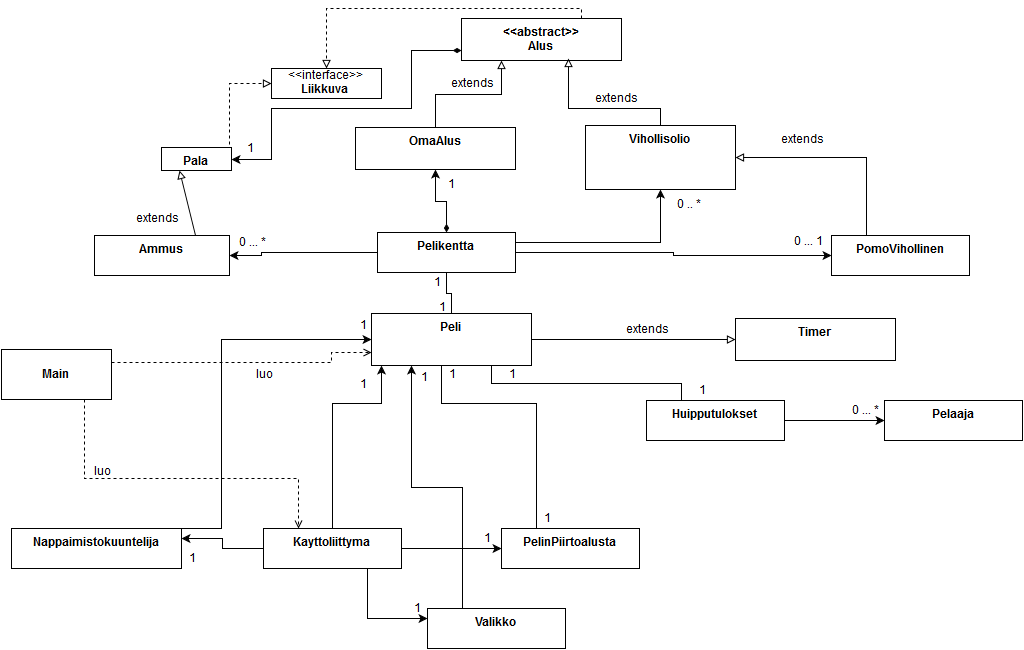 <<abstract>>
Alus
<<interface>>
Liikkuva
extends
extends
OmaAlus
Vihollisolio
extends
1
Pala
1
0 .. *
extends
Ammus
0 ... *
Pelikentta
0 ... 1
PomoVihollinen
1
1
1
Peli
extends
Timer
Main
luo
1
1
1
1
1
Huipputulokset
0 ... *
Pelaaja
luo
1
Nappaimistokuuntelija
1
Kayttoliittyma
1
PelinPiirtoalusta
1
Valikko